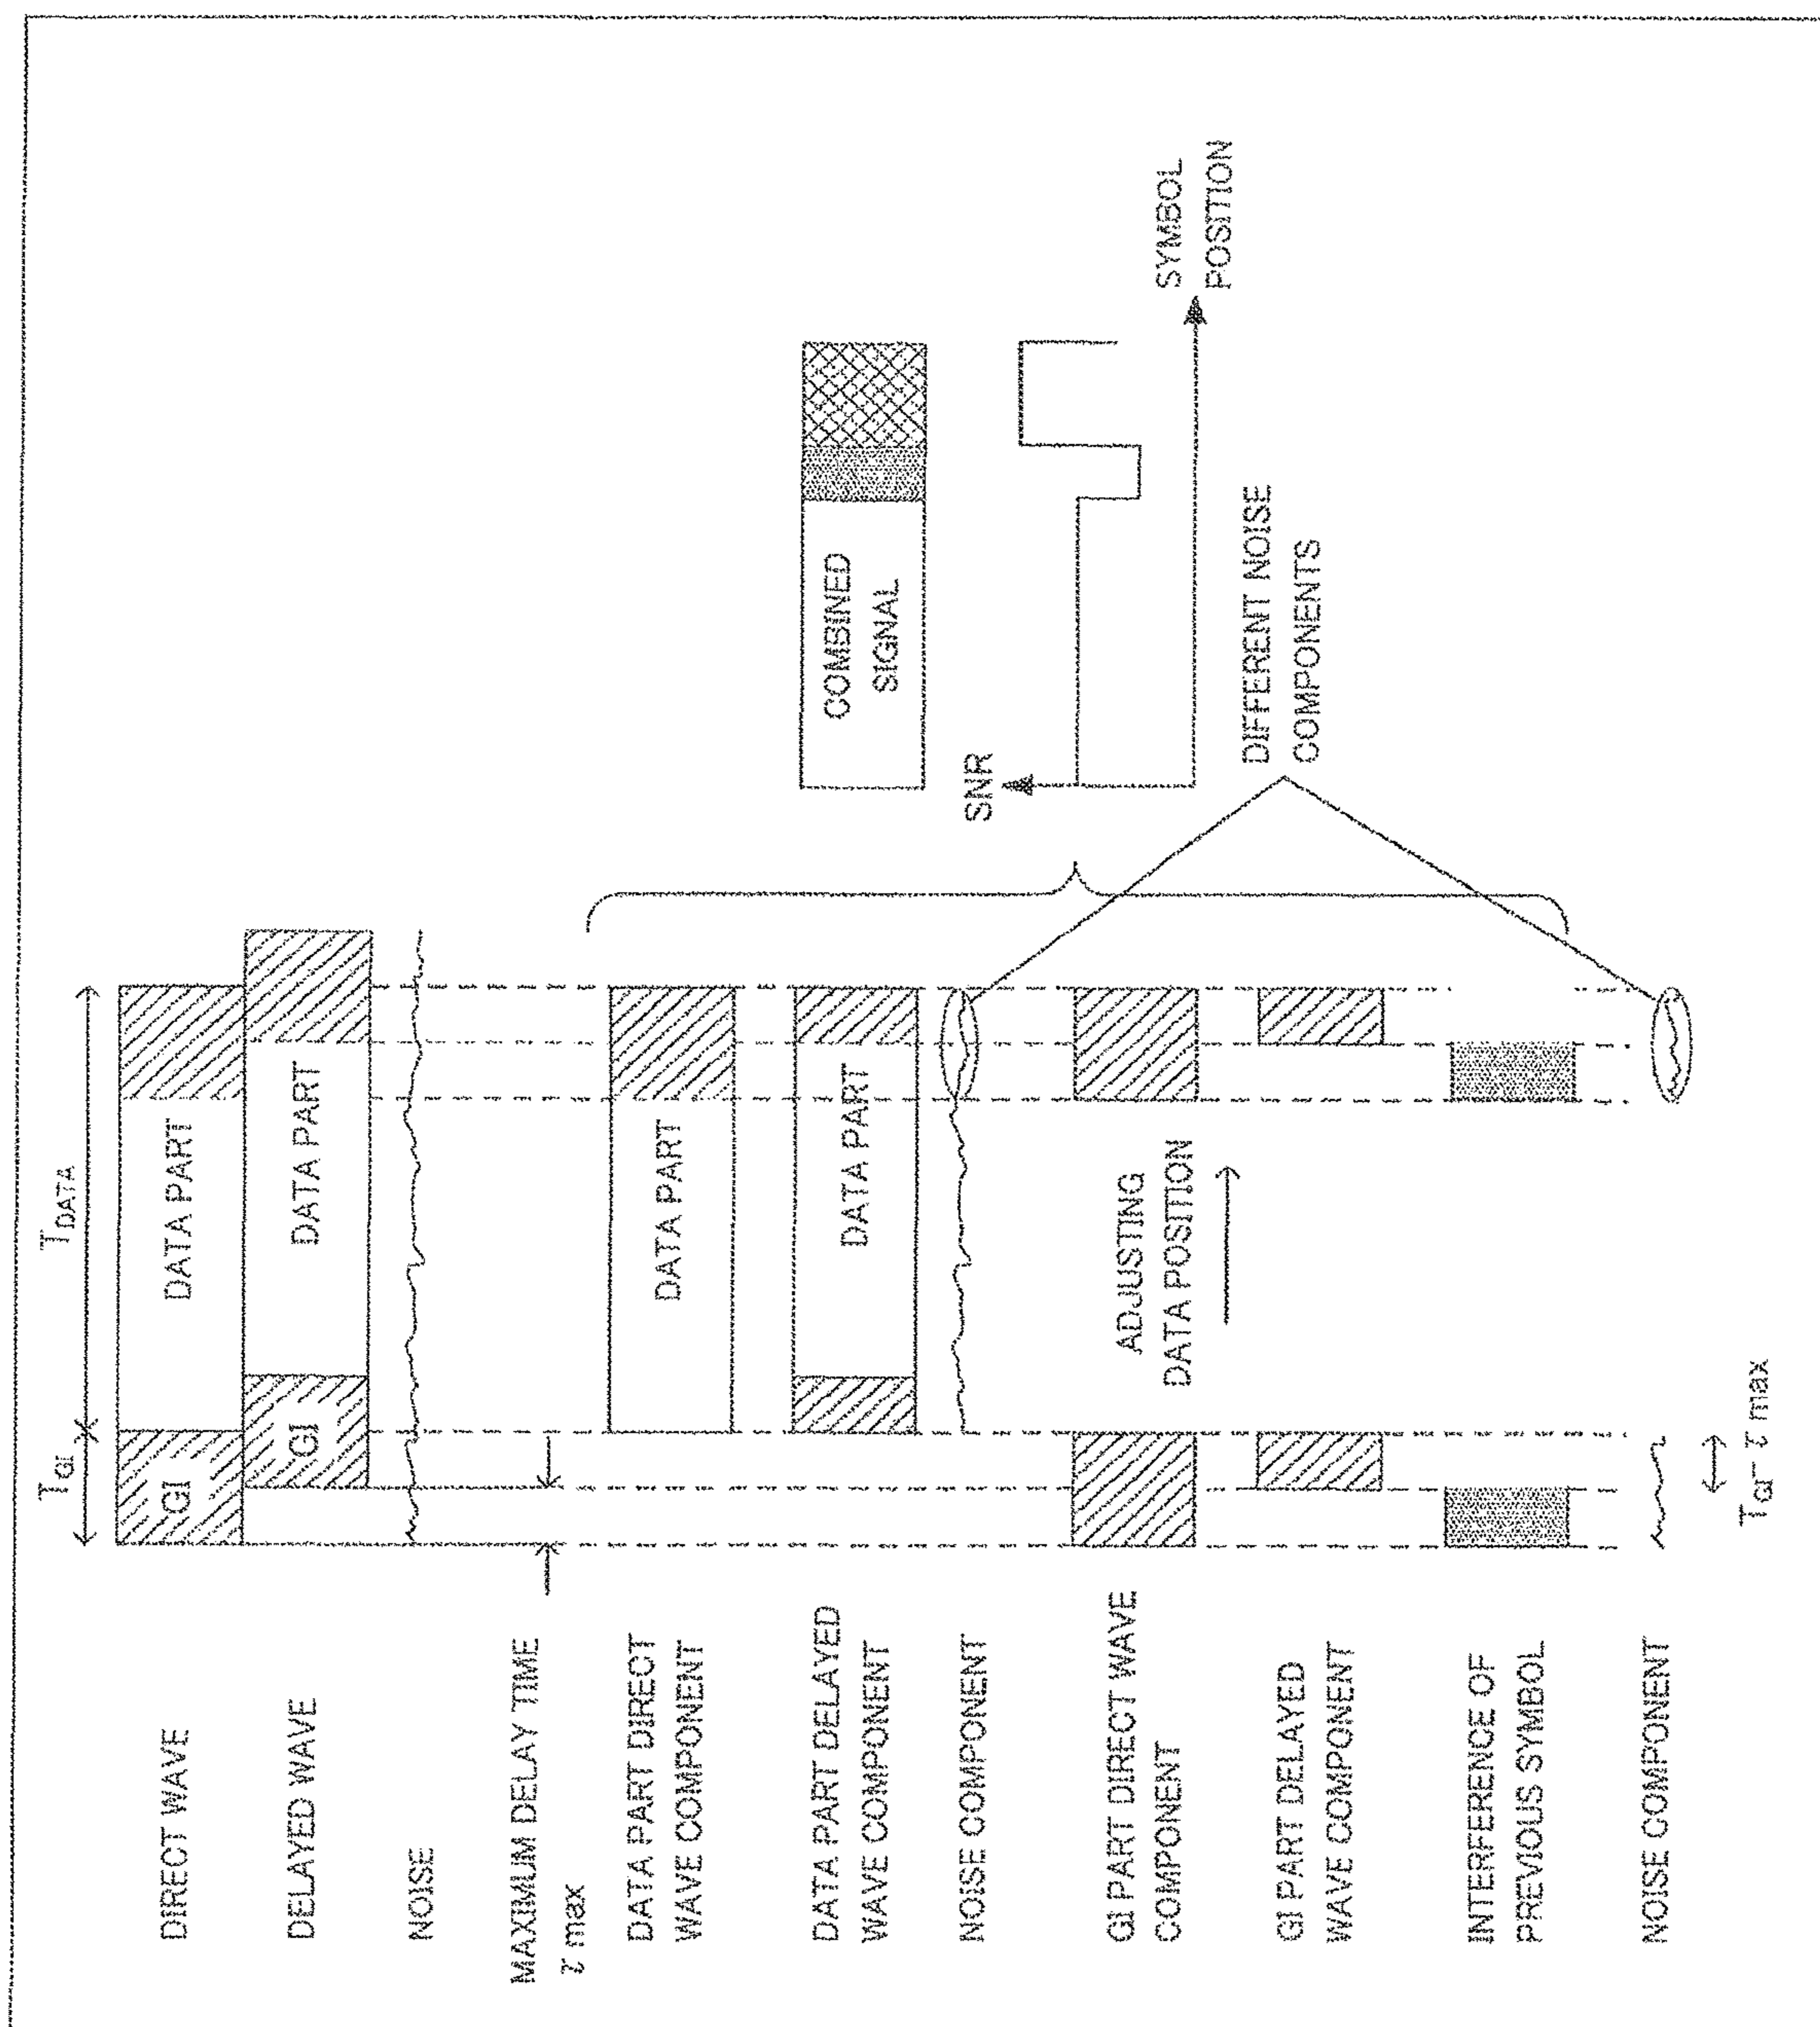 T_GI
T_DATA
DIRECT WAVE
GI
DATA PART
DELAYED WAVE
GI
DATA PART
NOISE
MAXIMUM DELAY TIME
τ max
DATA PART DIRECT
WAVE COMPONENT
DATA PART
DATA PART DELAYED
WAVE COMPONENT
DATA PART
NOISE COMPONENT
GI PART DIRECT WAVE
COMPONENT
ADJUSTING
DATA POSITION
GI PART DELAYED
WAVE COMPONENT
INTERFERENCE OF
PREVIOUS SYMBOL
NOISE COMPONENT
T_GI - τ max
COMBINED
SIGNAL
SNR
SYMBOL
POSITION
DIFFERENT NOISE
COMPONENTS